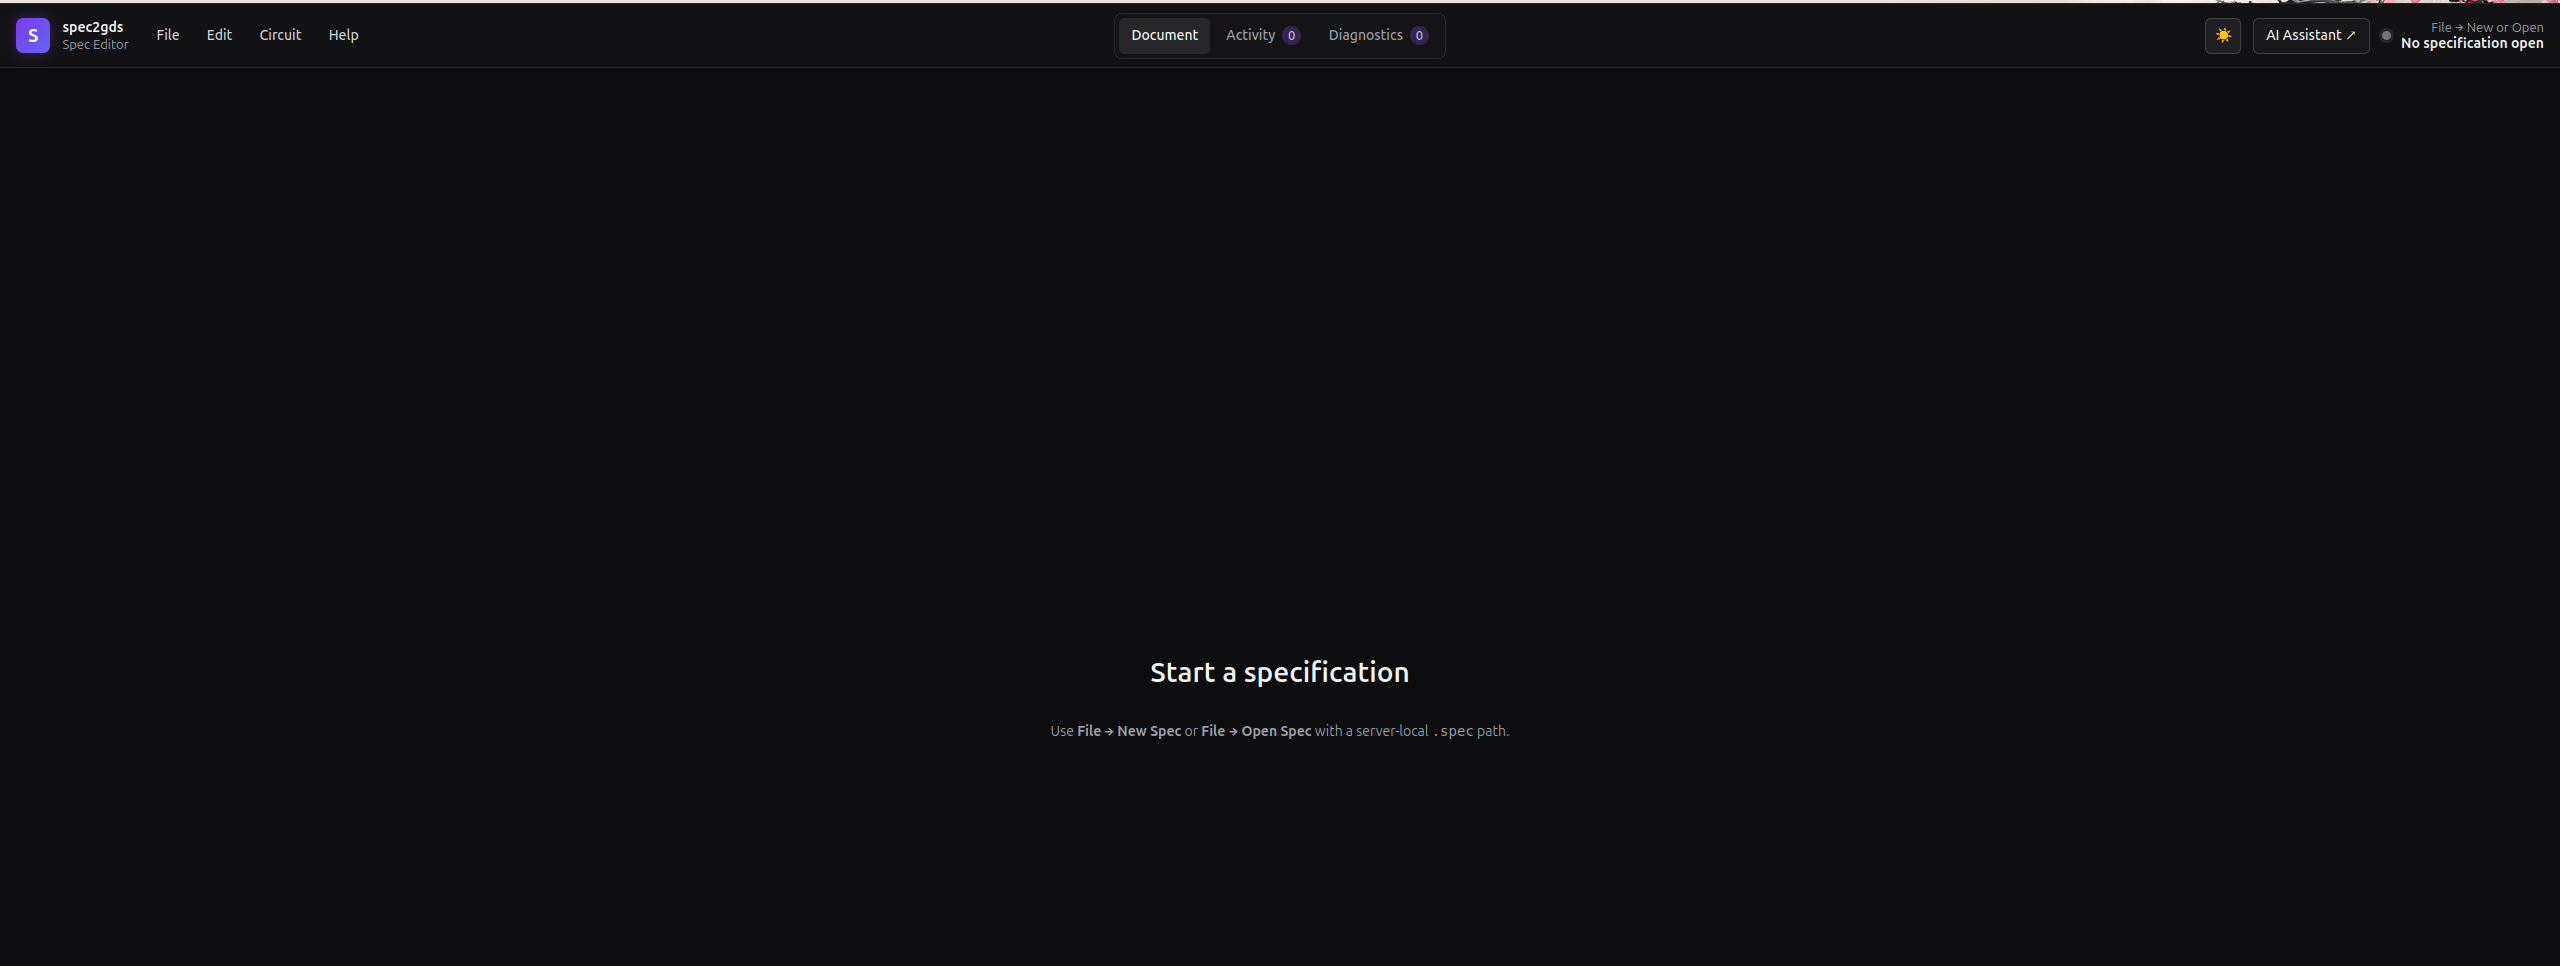 S
spec2gds
Spec Editor
File Edit Circuit Help
Document Activity 0 Diagnostics 0
☀️
AI Assistant ↗
File → New or Open
No specification open
Start a specification
Use File → New Spec or File → Open Spec with a server-local .spec path.